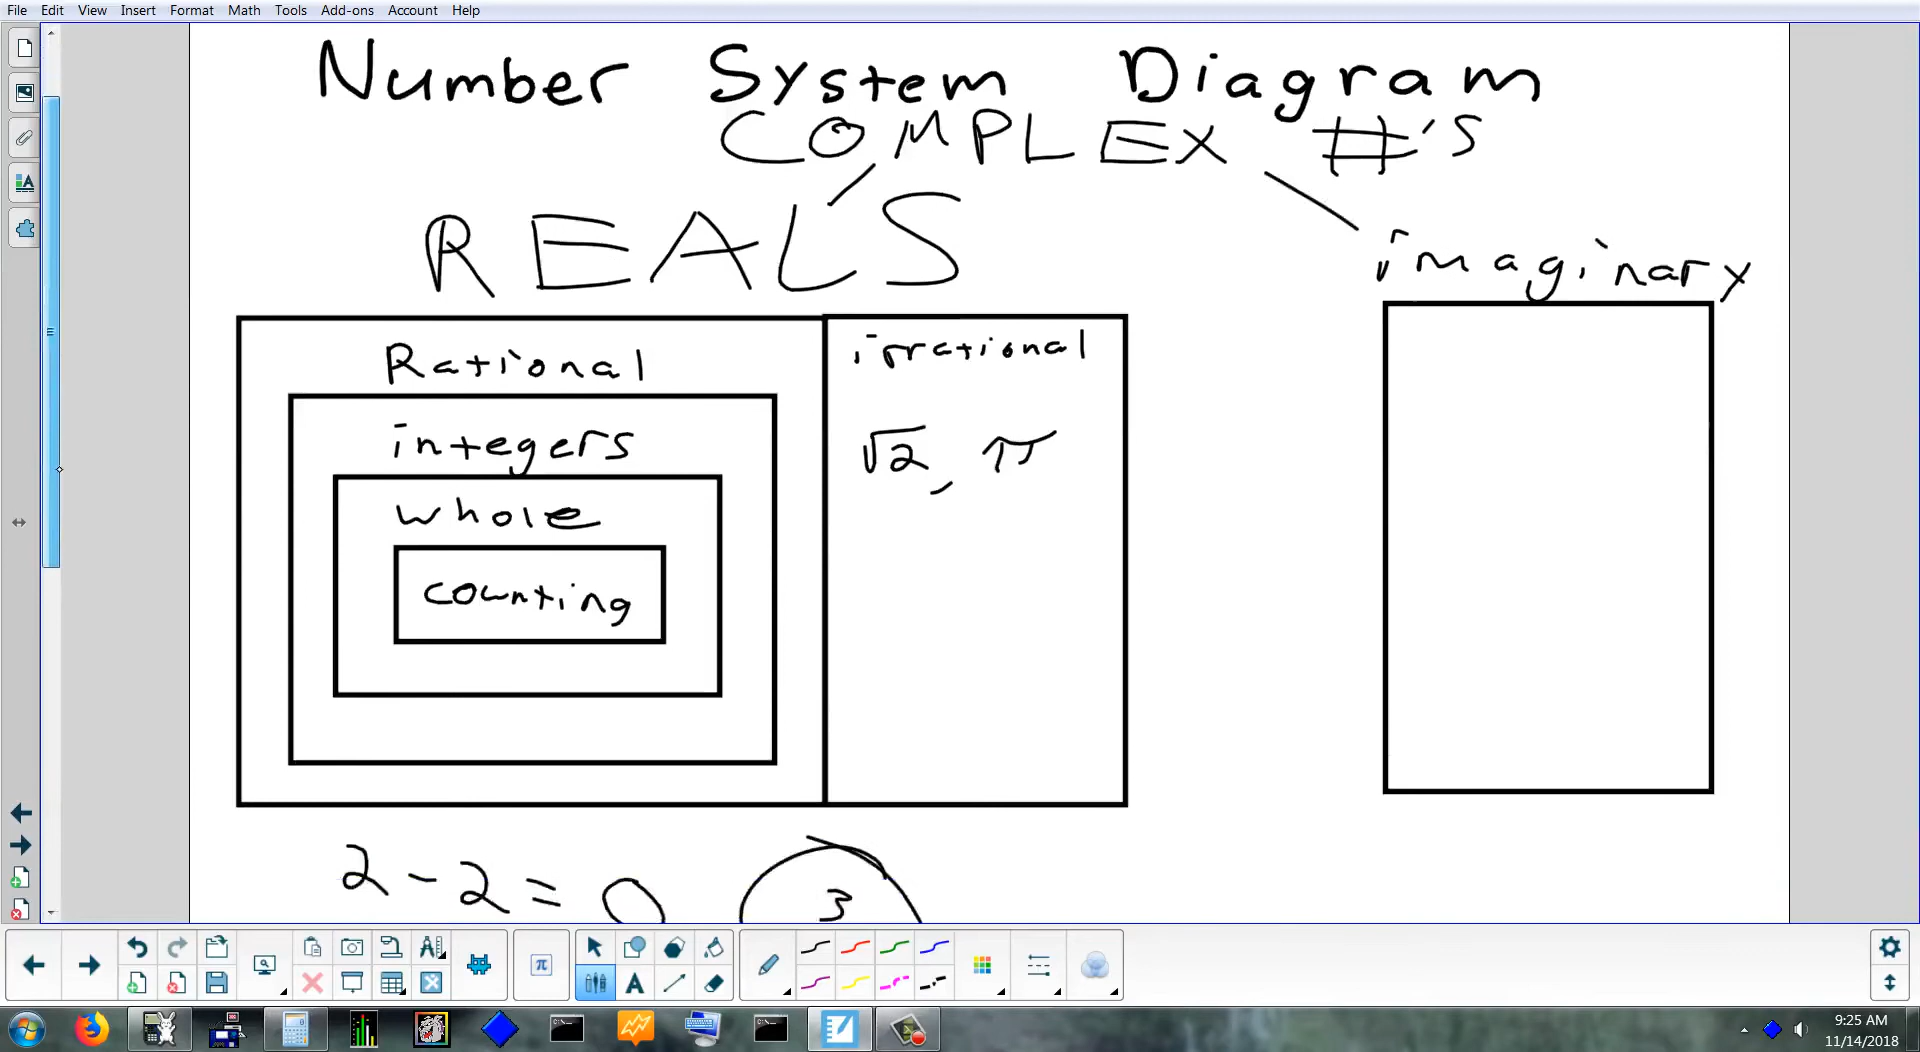 File Edit View Insert Format Math Tools Add-ons Account Help
Number System Diagram
COMPLEX #'S
REALS
imaginary
Rational
irrational
integers
√2, π
whole
counting
2-2=0
3
π
A
9:25 AM
11/14/2018